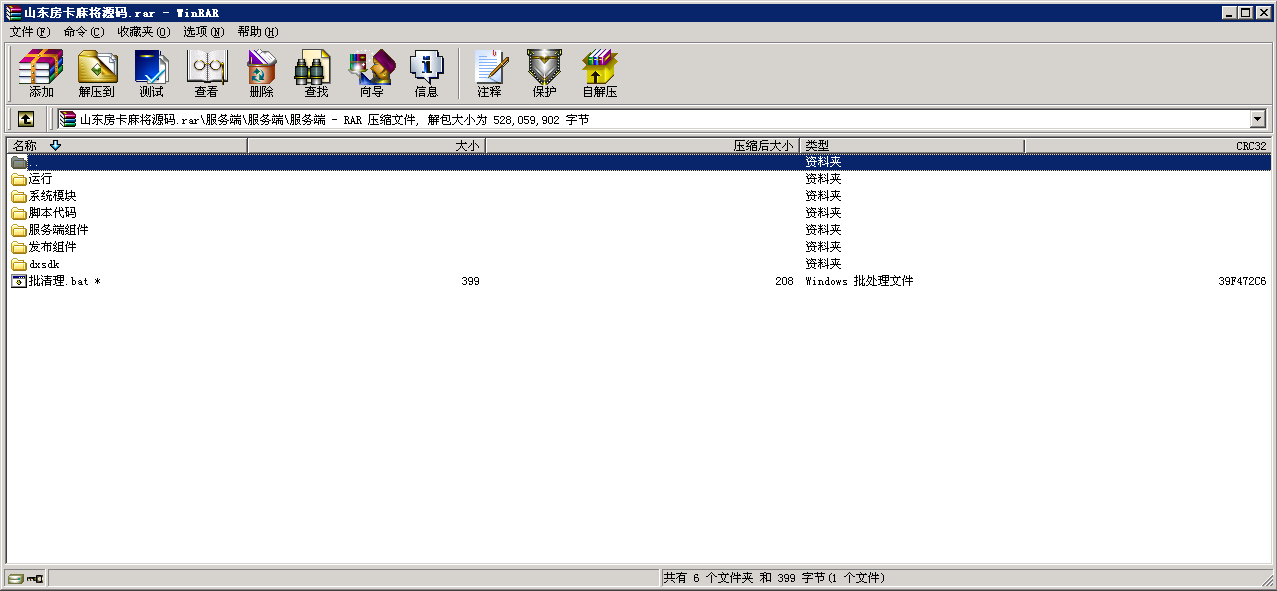 山东房卡麻将源码.rar - WinRAR
文件(F) 命令(C) 收藏夹(O) 选项(N) 帮助(H)
添加 解压到 测试 查看 删除 查找 向导 信息 注释 保护 自解压
山东房卡麻将源码.rar\服务端\服务端\服务端 - RAR 压缩文件, 解包大小为 528,059,902 字节
名称 大小 压缩后大小 类型 CRC32
.. 资料夹
运行 资料夹
系统模块 资料夹
脚本代码 资料夹
服务端组件 资料夹
发布组件 资料夹
dxsdk 资料夹
批清理.bat * 399 208 Windows 批处理文件 39F472C6
共有 6 个文件夹 和 399 字节(1 个文件)